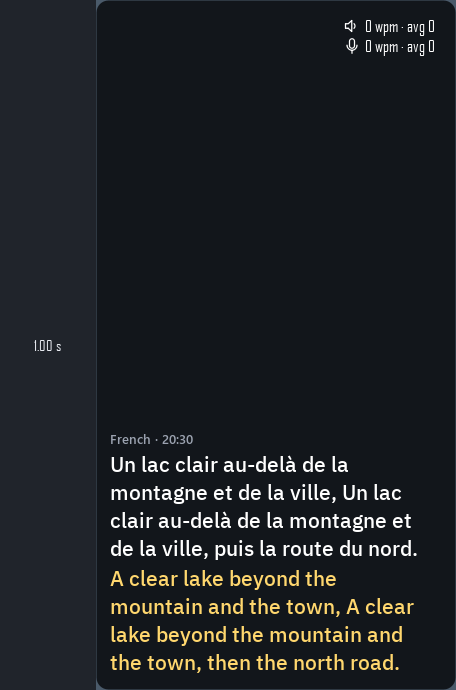 0 wpm · avg 0
0 wpm · avg 0
1.00 s
French · 20:30
Un lac clair au-delà de la
montagne et de la ville, Un lac
clair au-delà de la montagne et
de la ville, puis la route du nord.
A clear lake beyond the
mountain and the town, A clear
lake beyond the mountain and
the town, then the north road.